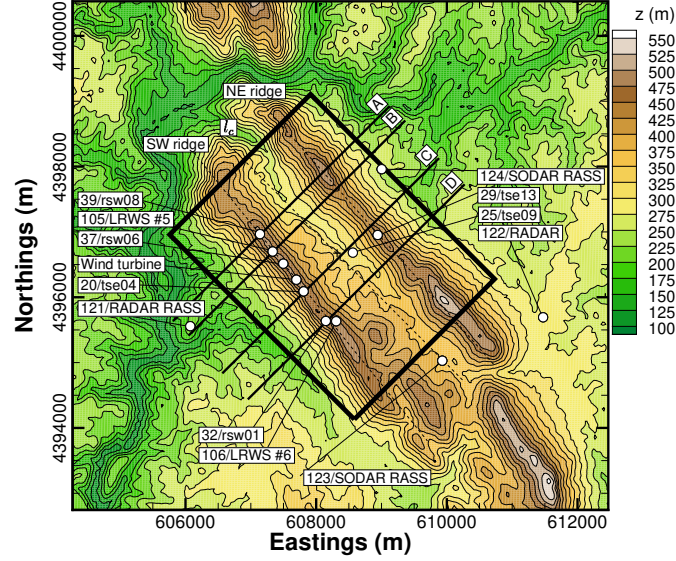 z (m)
4400000
550
525
500
475
450
425
400
375
350
325
300
275
250
225
200
175
150
125
100
NE ridge
A
B
l_c
SW ridge
C
D
4398000
124/SODAR RASS
29/tse13
25/tse09
122/RADAR
39/rsw08
105/LRWS #5
37/rsw06
Wind turbine
20/tse04
121/RADAR RASS
Northings (m)
4396000
4394000
32/rsw01
106/LRWS #6
123/SODAR RASS
606000
608000
610000
612000
Eastings (m)